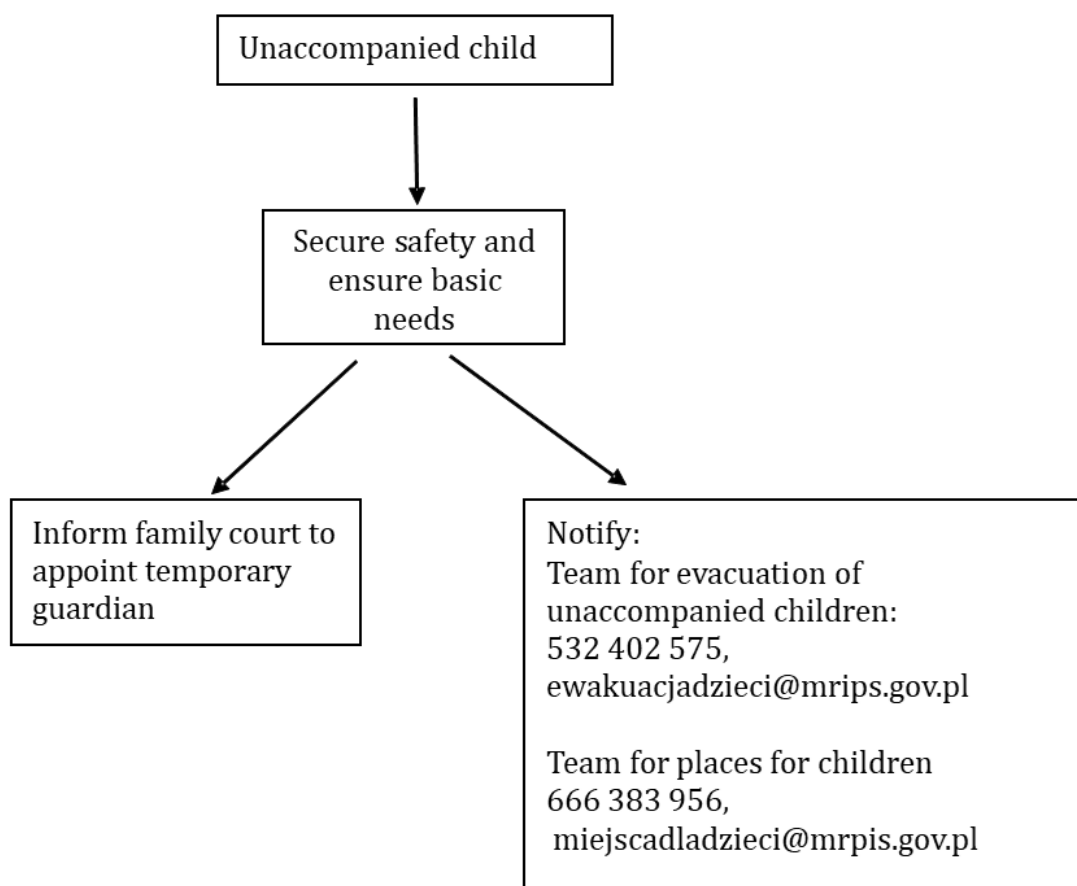 Unaccompanied child
Secure safety and
ensure basic
needs
Inform family court to
appoint temporary
guardian
Notify:
Team for evacuation of
unaccompanied children:
532 402 575,
ewakuacjadzieci@mrips.gov.pl
Team for places for children
666 383 956,
miejscadladzieci@mrpis.gov.pl